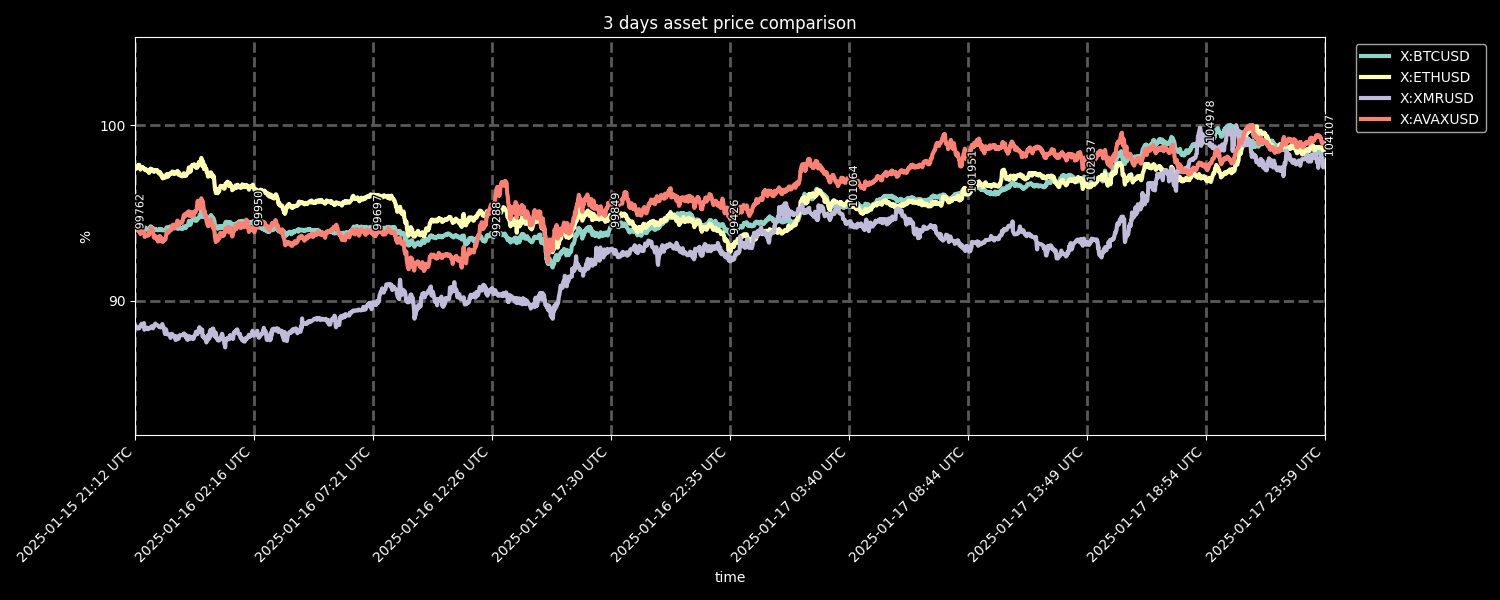 3 days asset price comparison
X:BTCUSD
X:ETHUSD
X:XMRUSD
X:AVAXUSD
100
90
%
99762
99950
99697
99288
99849
99426
101064
101951
102637
104978
104107
2025-01-15 21:12 UTC
2025-01-16 02:16 UTC
2025-01-16 07:21 UTC
2025-01-16 12:26 UTC
2025-01-16 17:30 UTC
2025-01-16 22:35 UTC
2025-01-17 03:40 UTC
2025-01-17 08:44 UTC
2025-01-17 13:49 UTC
2025-01-17 18:54 UTC
2025-01-17 23:59 UTC
time